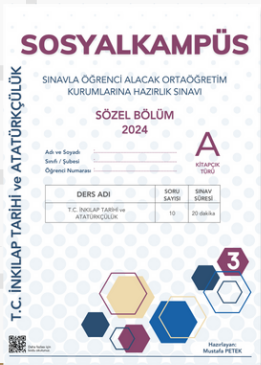 SOSYALKAMPÜS
SINAVLA ÖĞRENCİ ALACAK ORTAÖĞRETİM
KURUMLARINA HAZIRLIK SINAVI
SÖZEL BÖLÜM
2024
Adı ve Soyadı
Sınıf / Şubesi
Öğrenci Numarası
A
KİTAPÇIK
TÜRÜ
DERS ADI
SORU
SAYISI
SINAV
SÜRESİ
T.C. İNKILAP TARİHİ ve
ATATÜRKÇÜLÜK
10
20 dakika
T.C. İNKILAP TARİHİ ve ATATÜRKÇÜLÜK
3
Hazırlayan:
Mustafa PETEK